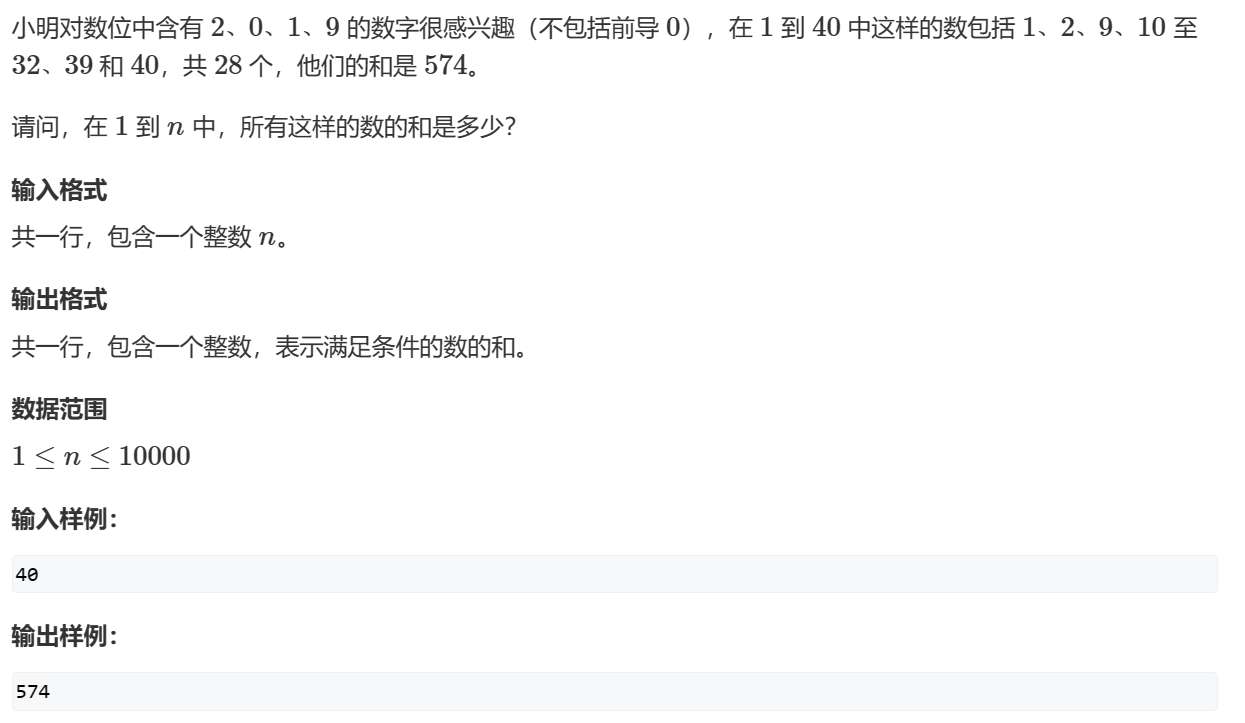 小明对数位中含有 2、0、1、9 的数字很感兴趣（不包括前导 0），在 1 到 40 中这样的数包括 1、2、9、10 至
32、39 和 40，共 28 个，他们的和是 574。
请问，在 1 到 n 中，所有这样的数的和是多少？
输入格式
共一行，包含一个整数 n。
输出格式
共一行，包含一个整数，表示满足条件的数的和。
数据范围
1 ≤ n ≤ 10000
输入样例：
40
输出样例：
574